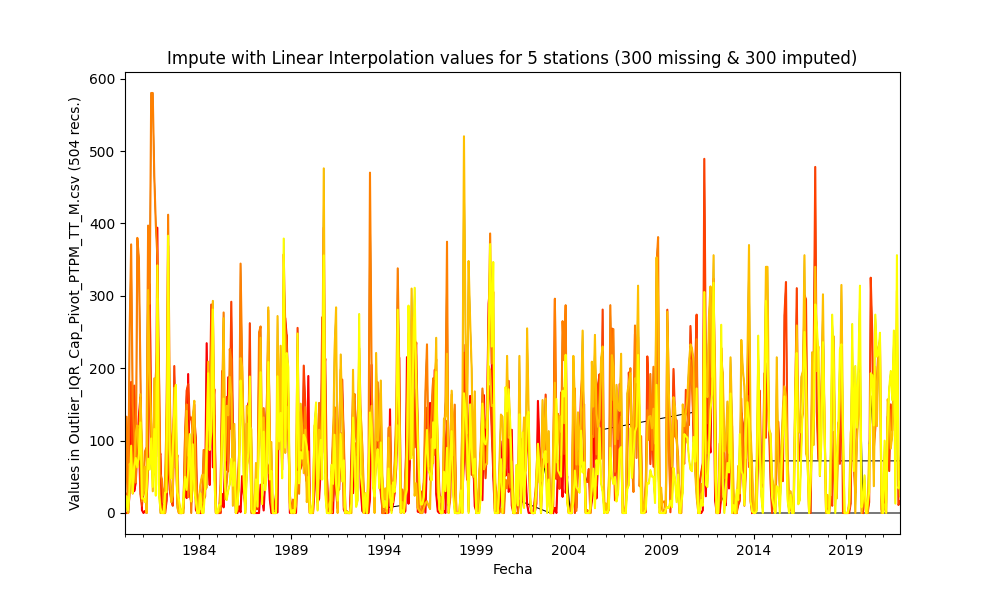 Impute with Linear Interpolation values for 5 stations (300 missing & 300 imputed)
Values in Outlier_IQR_Cap_Pivot_PTPM_TT_M.csv (504 recs.)
600
500
400
300
200
100
0
1984 1989 1994 1999 2004 2009 2014 2019
Fecha